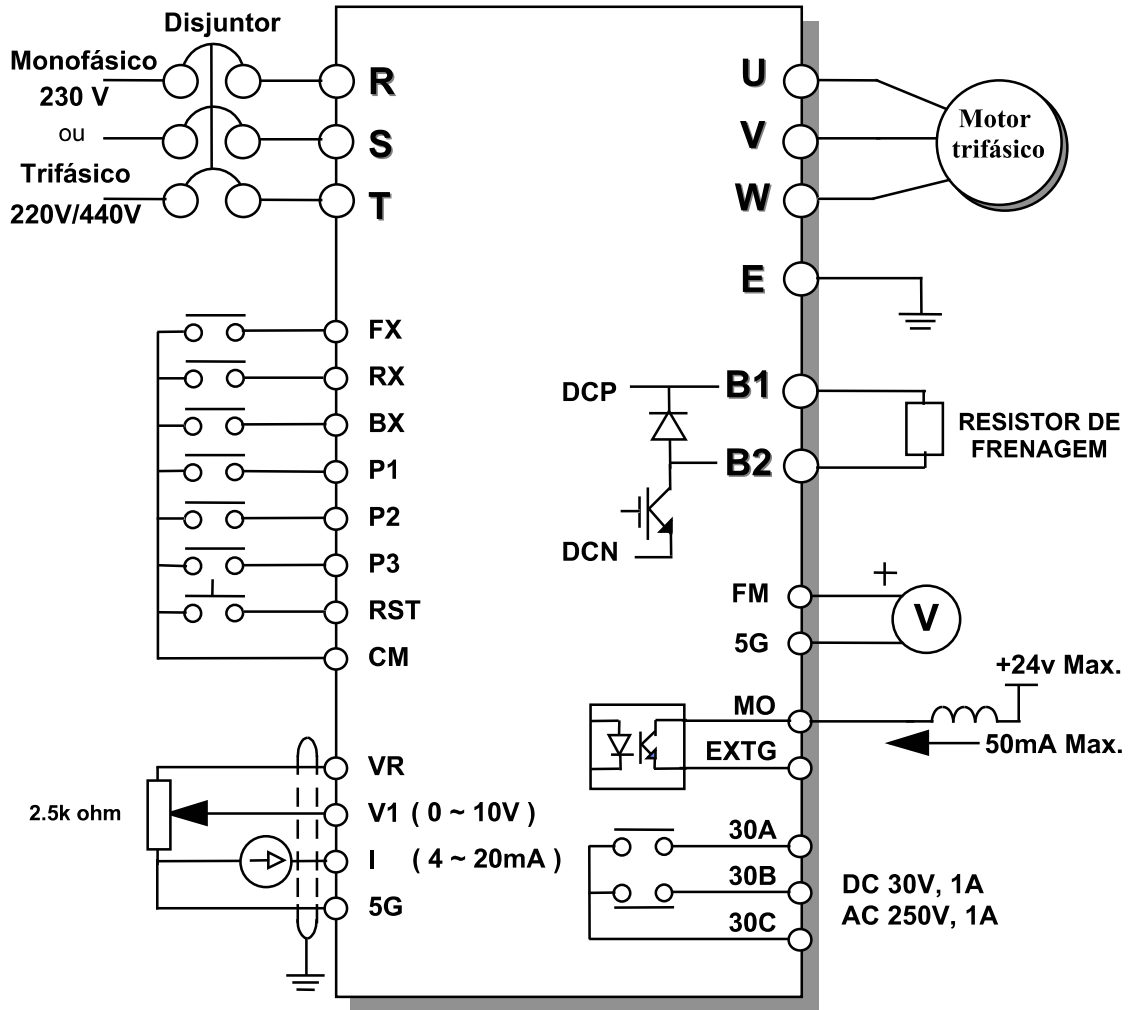 Disjuntor
Monofásico
230 V
ou
Trifásico
220V/440V
R
S
T
U
V
W
E
Motor
trifásico
FX
RX
BX
P1
P2
P3
RST
CM
DCP
B1
B2
DCN
RESISTOR DE
FRENAGEM
FM
5G
+
V
+24v Max.
MO
50mA Max.
EXTG
VR
2.5k ohm
V1 ( 0 ~ 10V )
I ( 4 ~ 20mA )
5G
30A
30B
30C
DC 30V, 1A
AC 250V, 1A